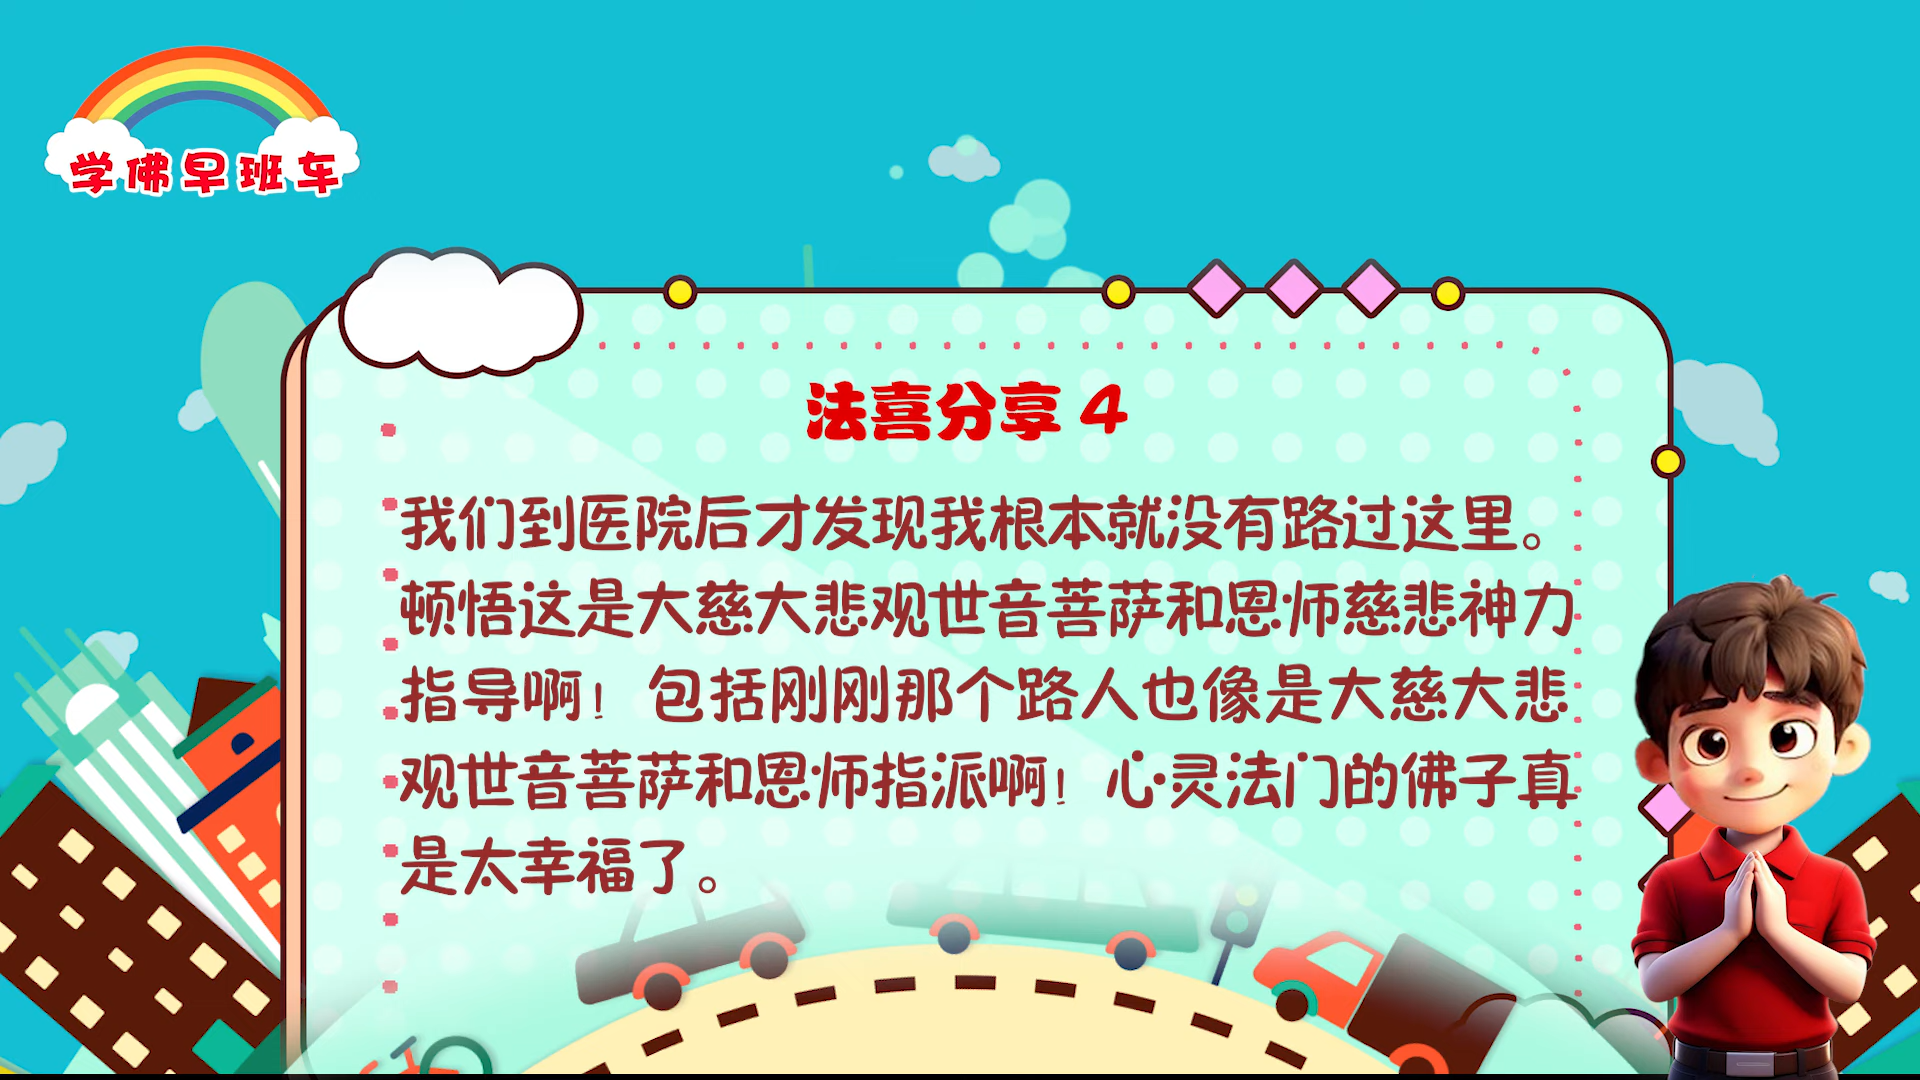 学佛早班车
法喜分享 4
我们到医院后才发现我根本就没有路过这里。
顿悟这是大慈大悲观世音菩萨和恩师慈悲神力
指导啊！包括刚刚那个路人也像是大慈大悲
观世音菩萨和恩师指派啊！心灵法门的佛子真
是太幸福了。